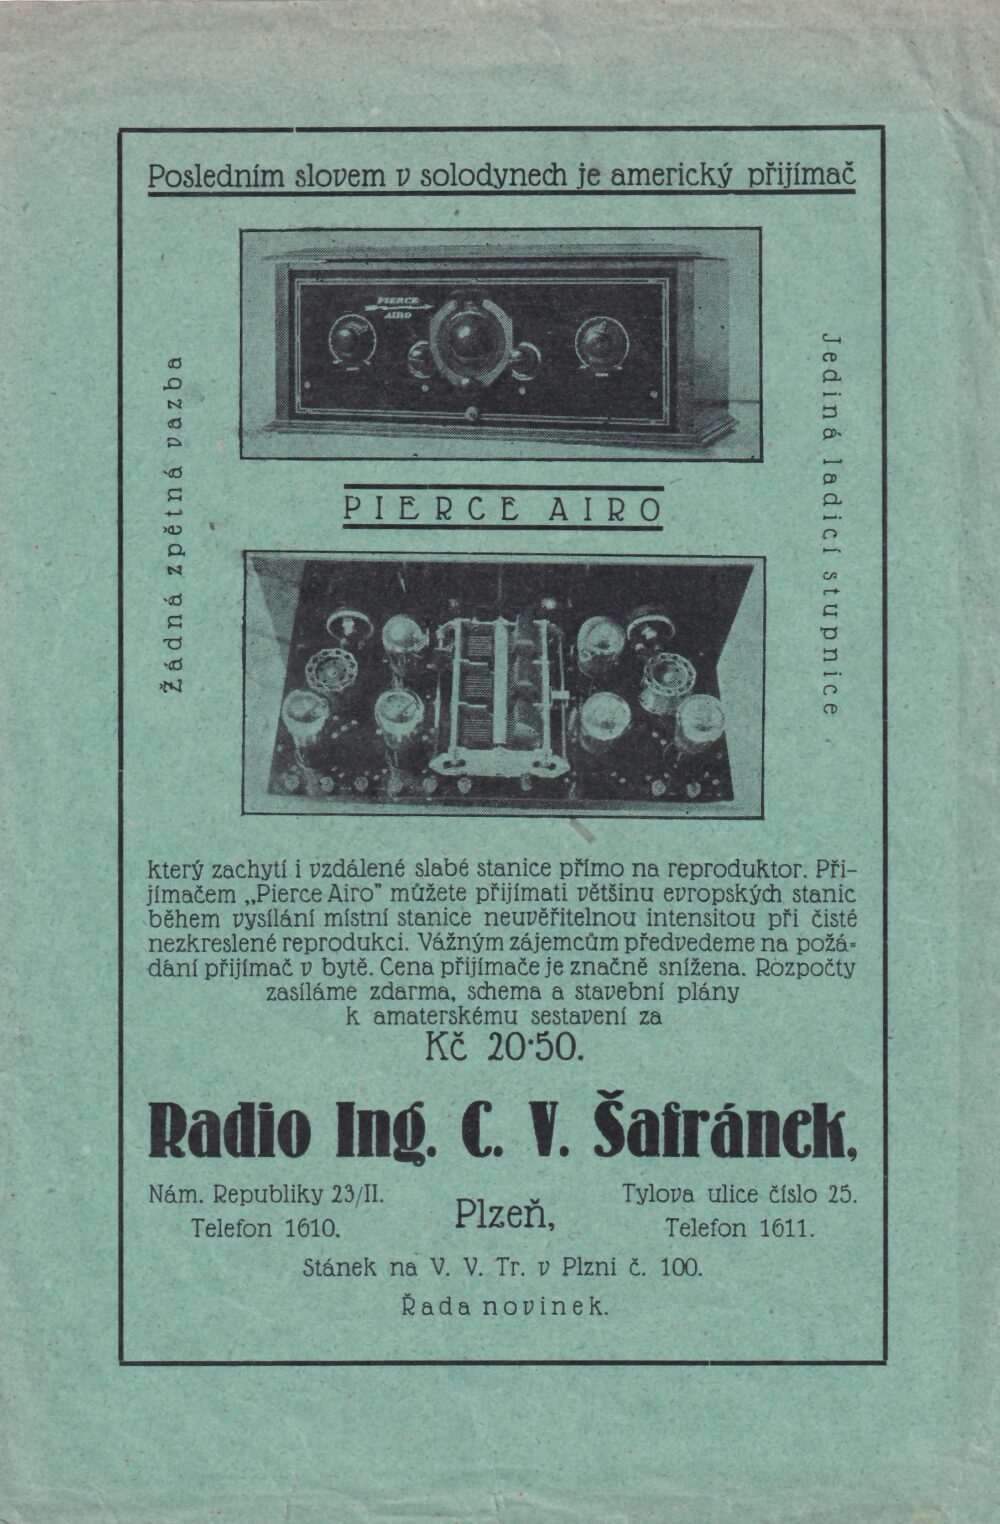 Posledním slovem v solodynech je americký přijímač
PIERCE
AIRO
Žádná zpětná vazba
Jediná ladicí stupnice
PIERCE AIRO
který zachytí i vzdálené slabé stanice přímo na reproduktor. Při-
jímačem „Pierce Airo" můžete přijímati většinu evropských stanic
během vysílání místní stanice neuvěřitelnou intensitou při čisté
nezkreslené reprodukci. Vážným zájemcům předvedeme na požá-
dání přijímač v bytě. Cena přijímače je značně snížena. Rozpočty
zasíláme zdarma, schema a stavební plány
k amaterskému sestavení za
Kč 20·50.
Radio Ing. C. V. Šafránek,
Nám. Republiky 23/II.
Telefon 1610.
Plzeň,
Tylova ulice číslo 25.
Telefon 1611.
Stánek na V. V. Tr. v Plzni č. 100.
Řada novinek.